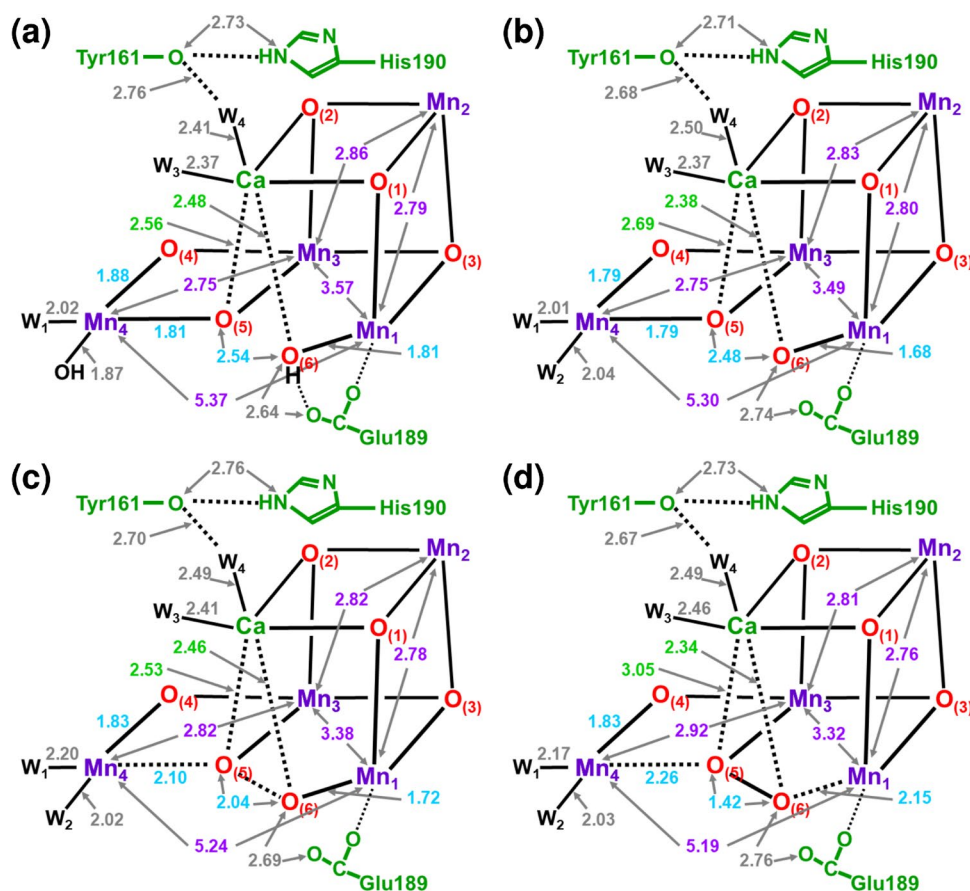 (a) 2.73 (b) 2.71
Tyr161 O HN N His190 Tyr161 O HN N His190
2.76 2.68
O(2) Mn2 O(2) Mn2
W4 W4
2.41 2.50
W3 2.37 2.86 W3 2.37 2.83
Ca O(1) Ca O(1)
2.48 2.79 2.38 2.80
2.56 2.69
O(4) Mn3 O(3) O(4) Mn3 O(3)
1.88 2.75 3.57 1.79 2.75 3.49
2.02 2.01
W1 Mn4 1.81 O(5) Mn1 W1 Mn4 1.79 O(5) Mn1
2.54 O(6) 1.81 2.48 O(6) 1.68
OH 1.87 H W2 2.04
5.37 2.64 O 5.30 2.74 O
O C O C
Glu189 Glu189
(c) 2.76 (d) 2.73
Tyr161 O HN N His190 Tyr161 O HN N His190
2.70 2.67
O(2) Mn2 O(2) Mn2
W4 W4
2.49 2.49
W3 2.41 2.82 W3 2.46 2.81
Ca O(1) Ca O(1)
2.46 2.78 2.34 2.76
2.53 3.05
O(4) Mn3 O(3) O(4) Mn3 O(3)
1.83 2.82 3.38 1.83 2.92 3.32
2.20 2.17
W1 Mn4 2.10 O(5) Mn1 W1 Mn4 2.26 O(5) Mn1
2.04 O(6) 1.72 1.42 O(6) 2.15
W2 2.02 W2 2.03
5.24 2.69 O 5.19 2.76 O
O C O C
Glu189 Glu189